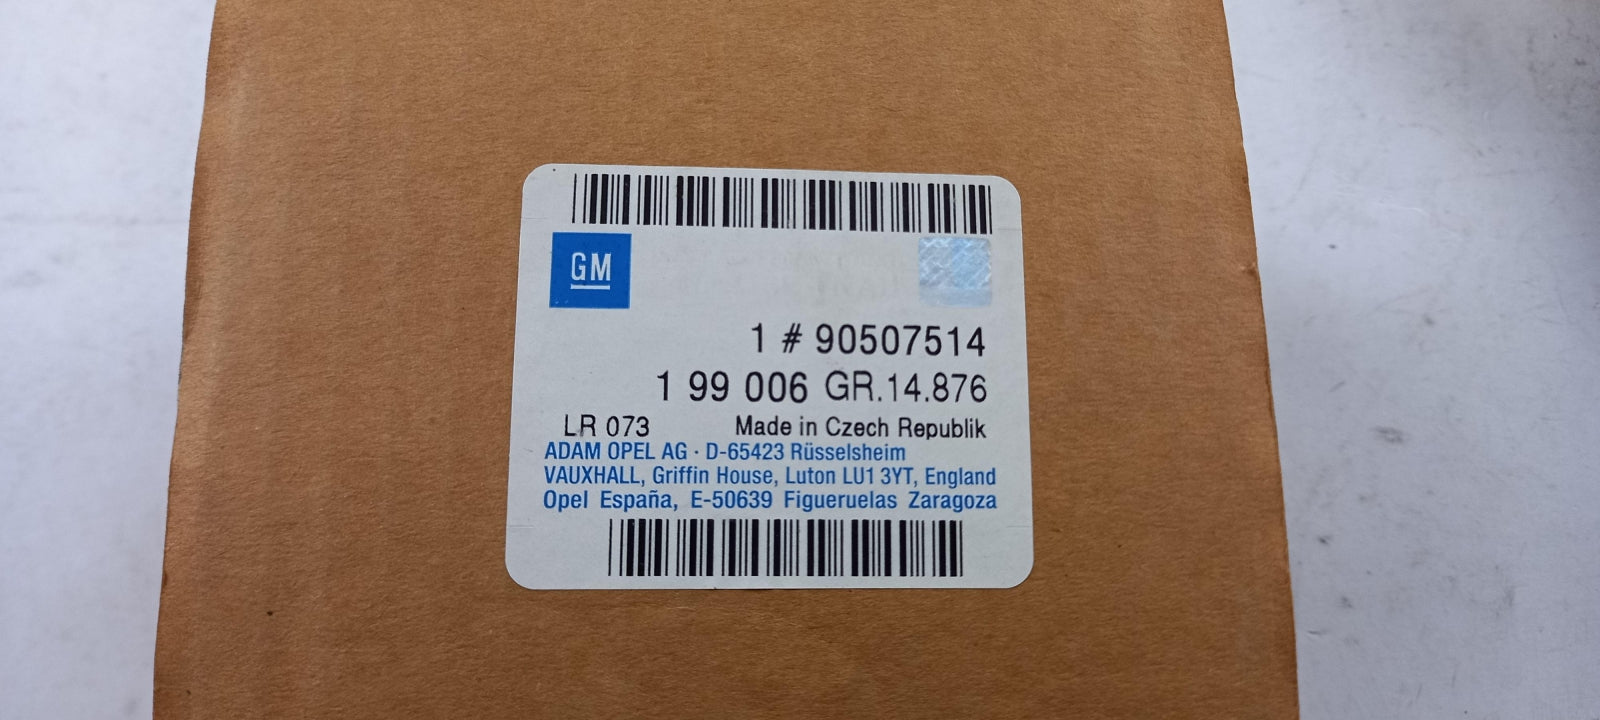 GM
1 # 90507514
1 99 006 GR.14.876
LR 073 Made in Czech Republik
ADAM OPEL AG · D-65423 Rüsselsheim
VAUXHALL, Griffin House, Luton LU1 3YT, England
Opel España, E-50639 Figueruelas Zaragoza